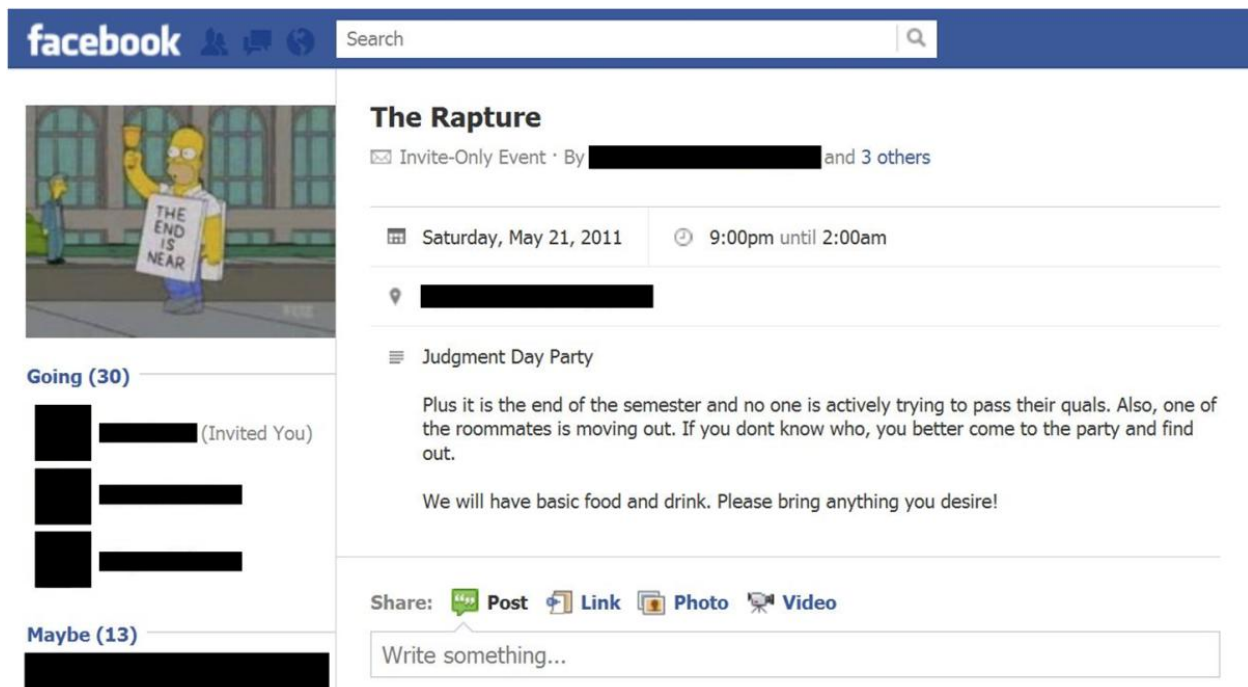 facebook
Search
THE
END
IS
NEAR
The Rapture
Invite-Only Event · By and 3 others
Saturday, May 21, 2011
9:00pm until 2:00am
Judgment Day Party
Plus it is the end of the semester and no one is actively trying to pass their quals. Also, one of
the roommates is moving out. If you dont know who, you better come to the party and find
out.
We will have basic food and drink. Please bring anything you desire!
Going (30)
(Invited You)
Maybe (13)
Share: Post Link Photo Video
Write something...